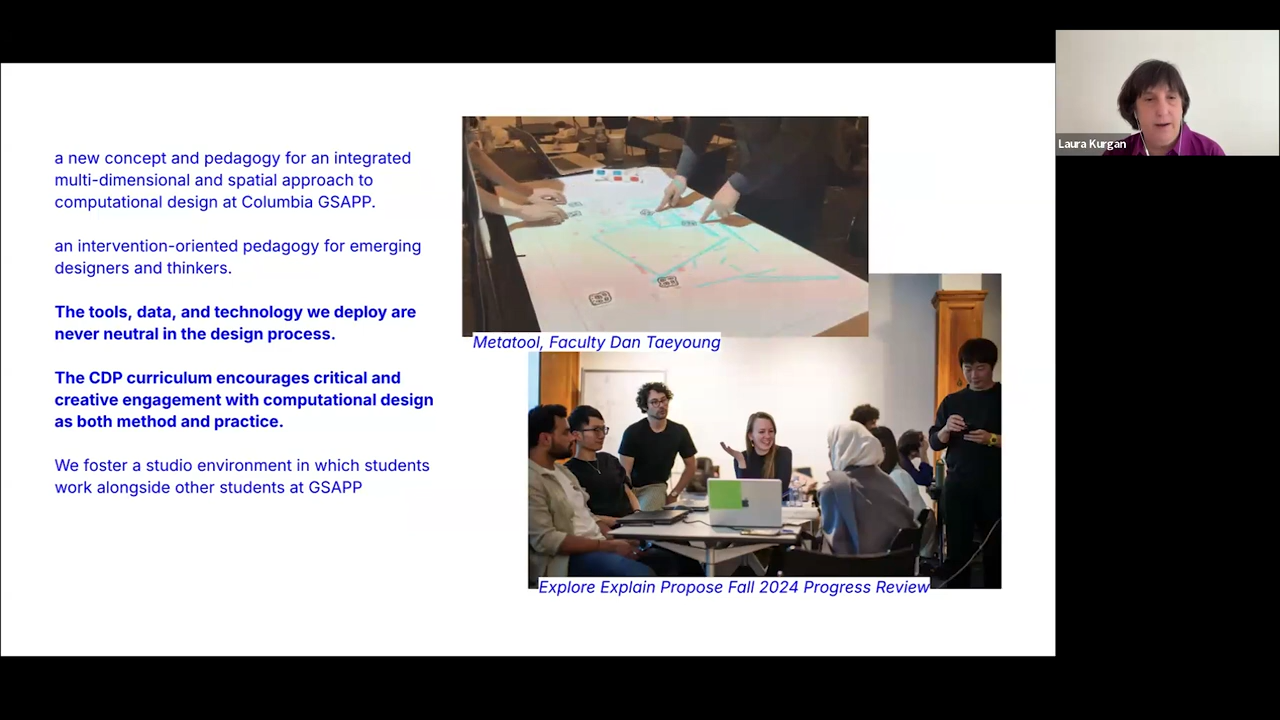 a new concept and pedagogy for an integrated
multi-dimensional and spatial approach to
computational design at Columbia GSAPP.
an intervention-oriented pedagogy for emerging
designers and thinkers.
The tools, data, and technology we deploy are
never neutral in the design process.
The CDP curriculum encourages critical and
creative engagement with computational design
as both method and practice.
We foster a studio environment in which students
work alongside other students at GSAPP
Metatool, Faculty Dan Taeyoung
Explore Explain Propose Fall 2024 Progress Review
Laura Kurgan